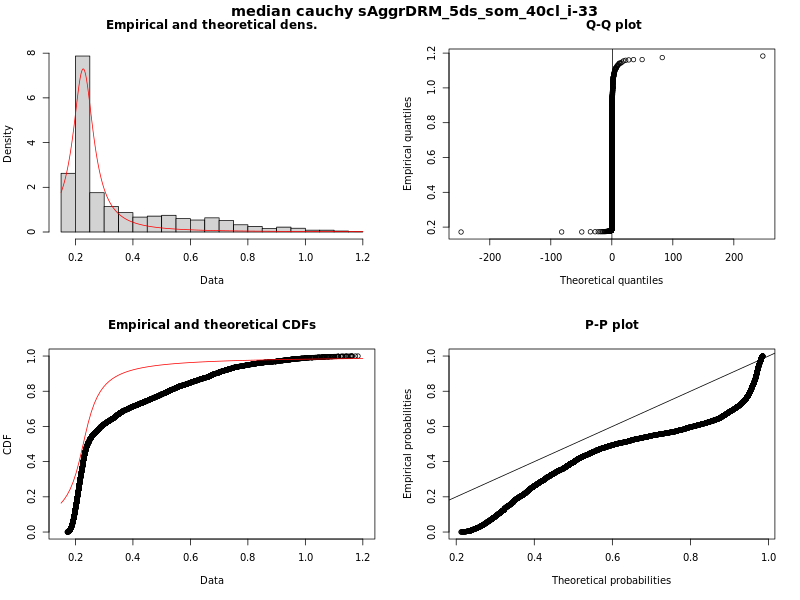 median cauchy sAggrDRM_5ds_som_40cl_i-33
Empirical and theoretical dens.
Density
0 2 4 6 8
0.2 0.4 0.6 0.8 1.0 1.2
Data
Q-Q plot
Empirical quantiles
0.2 0.4 0.6 0.8 1.0 1.2
-200 -100 0 100 200
Theoretical quantiles
Empirical and theoretical CDFs
CDF
0.0 0.2 0.4 0.6 0.8 1.0
0.2 0.4 0.6 0.8 1.0 1.2
Data
P-P plot
Empirical probabilities
0.0 0.2 0.4 0.6 0.8 1.0
0.2 0.4 0.6 0.8 1.0
Theoretical probabilities